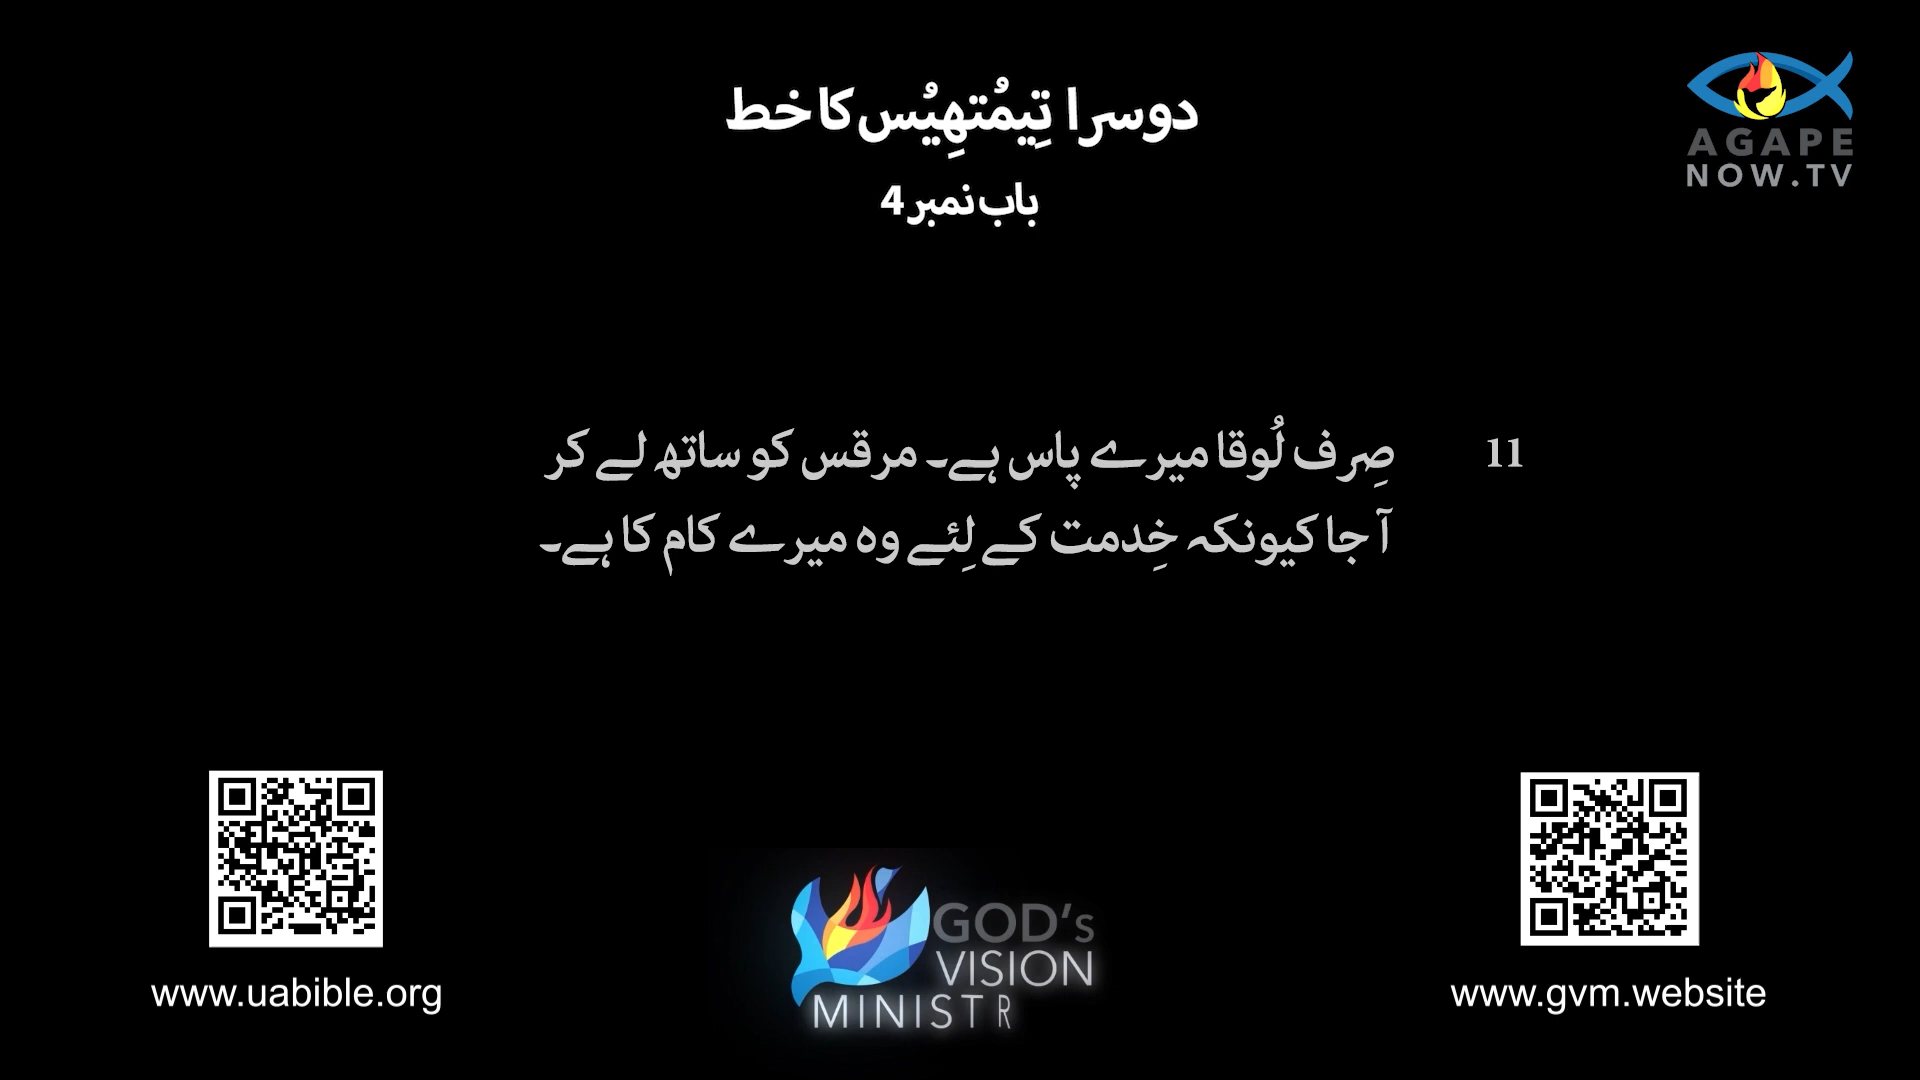 دوسرا تِیمُتھِیُس کا خط
باب نمبر 4
AGAPE
NOW.TV
11 صِرف لُوقا میرے پاس ہے۔ مرقس کو ساتھ لے کر
آ جا کیونکہ خِدمت کے لِئے وہ میرے کام کا ہے۔
www.uabible.org
GOD's
VISION
MINISTR
www.gvm.website